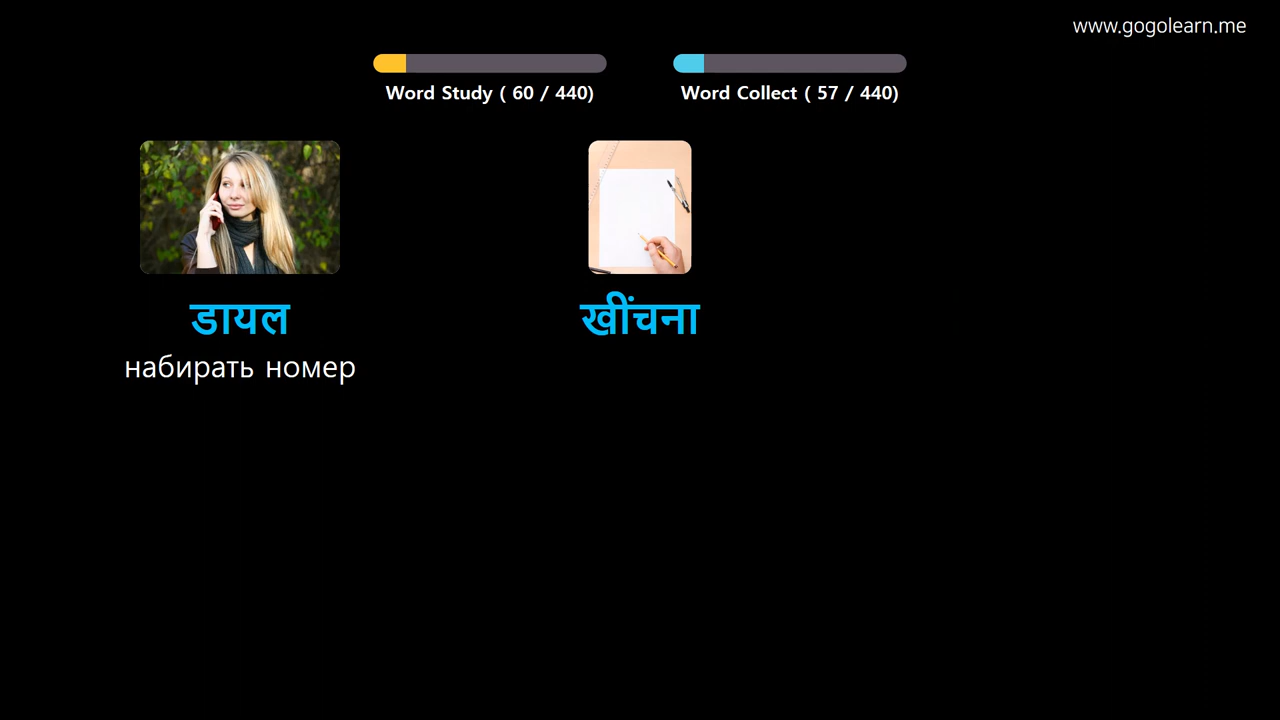 www.gogolearn.me
Word Study ( 60 / 440)
Word Collect ( 57 / 440)
डायल
खींचना
набирать номер